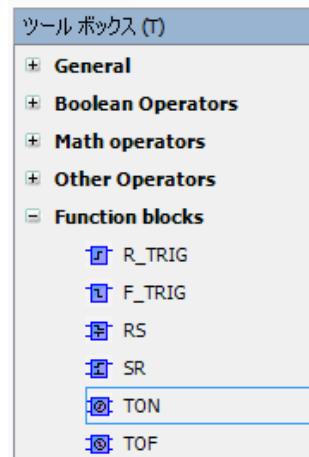 ツール ボックス (T)
General
Boolean Operators
Math operators
Other Operators
Function blocks
R_TRIG
F_TRIG
RS
SR
TON
TOF